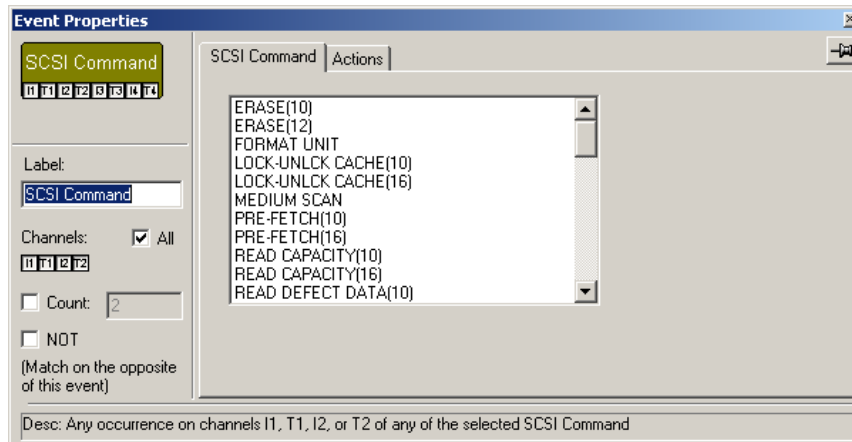 Event Properties
SCSI Command
I1 T1 I2 T2 I3 T3 I4 T4
Label:
SCSI Command
Channels:
All
I1 T1 I2 T2
Count:
2
NOT
(Match on the opposite
of this event)
SCSI Command
Actions
ERASE(10)
ERASE(12)
FORMAT UNIT
LOCK-UNLCK CACHE(10)
LOCK-UNLCK CACHE(16)
MEDIUM SCAN
PRE-FETCH(10)
PRE-FETCH(16)
READ CAPACITY(10)
READ CAPACITY(16)
READ DEFECT DATA(10)
Desc: Any occurrence on channels I1, T1, I2, or T2 of any of the selected SCSI Command